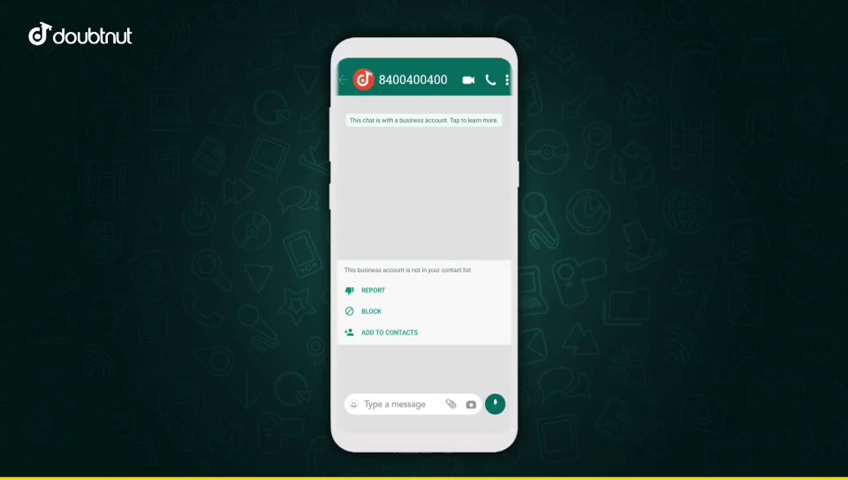 doubtnut
8400400400
This chat is with a business account. Tap to learn more.
This business account is not in your contact list
REPORT
BLOCK
ADD TO CONTACTS
Type a message